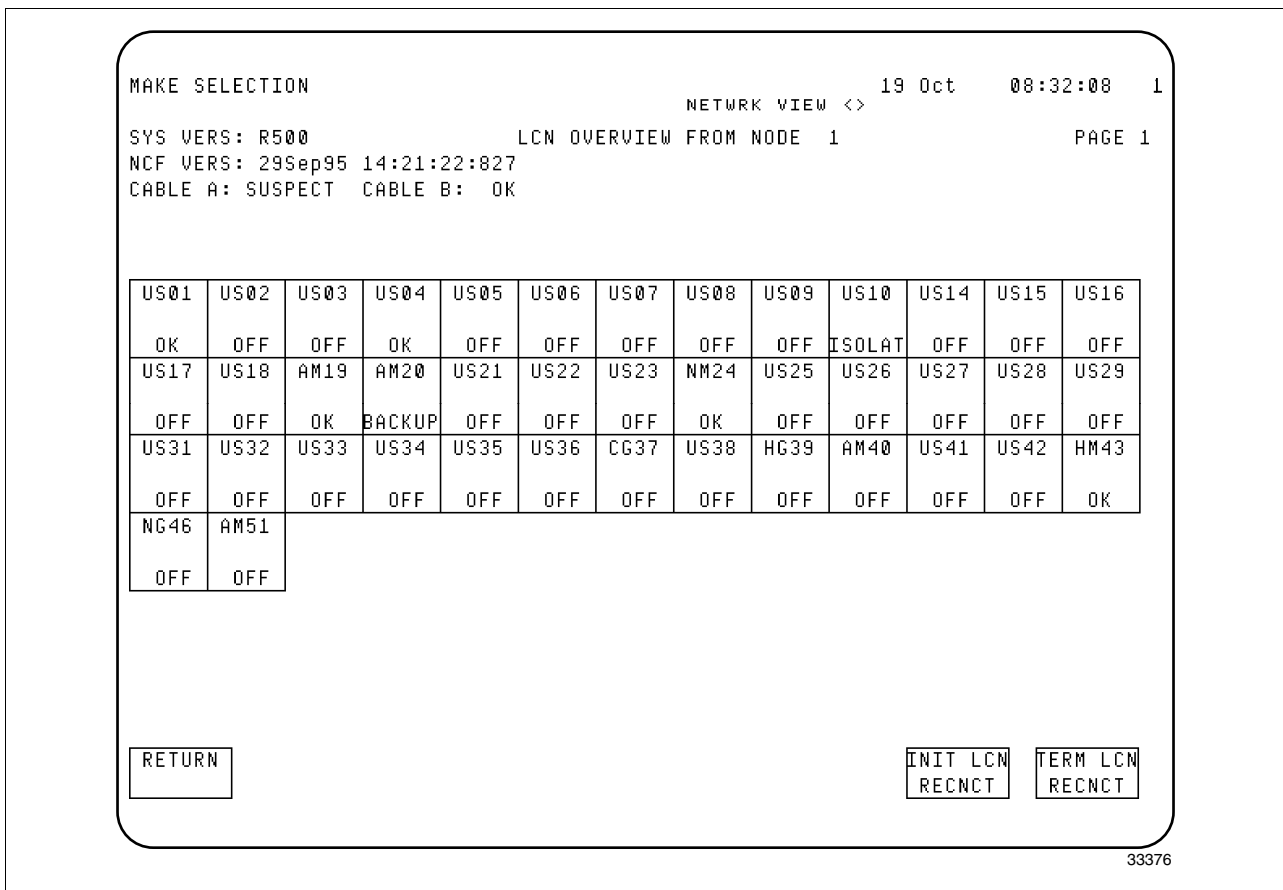 MAKE SELECTION 19 Oct 08:32:08 1
NETWRK VIEW <>
SYS VERS: R500 LCN OVERVIEW FROM NODE 1 PAGE 1
NCF VERS: 29Sep95 14:21:22:827
CABLE A: SUSPECT CABLE B: OK
US01 US02 US03 US04 US05 US06 US07 US08 US09 US10 US14 US15 US16
OK OFF OFF OK OFF OFF OFF OFF OFF ISOLAT OFF OFF OFF
US17 US18 AM19 AM20 US21 US22 US23 NM24 US25 US26 US27 US28 US29
OFF OFF OK BACKUP OFF OFF OFF OK OFF OFF OFF OFF OFF
US31 US32 US33 US34 US35 US36 CG37 US38 HG39 AM40 US41 US42 HM43
OFF OFF OFF OFF OFF OFF OFF OFF OFF OFF OFF OFF OK
NG46 AM51
OFF OFF
RETURN INIT LCN TERM LCN
RECNCT RECNCT
33376